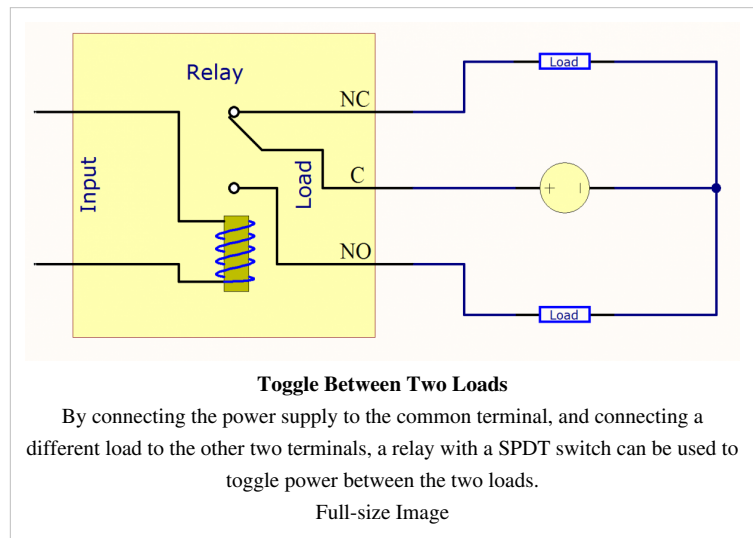 Relay
Input
Load
NC
C
NO
Load
+ −
Load
Toggle Between Two Loads
By connecting the power supply to the common terminal, and connecting a
different load to the other two terminals, a relay with a SPDT switch can be used to
toggle power between the two loads.
Full-size Image